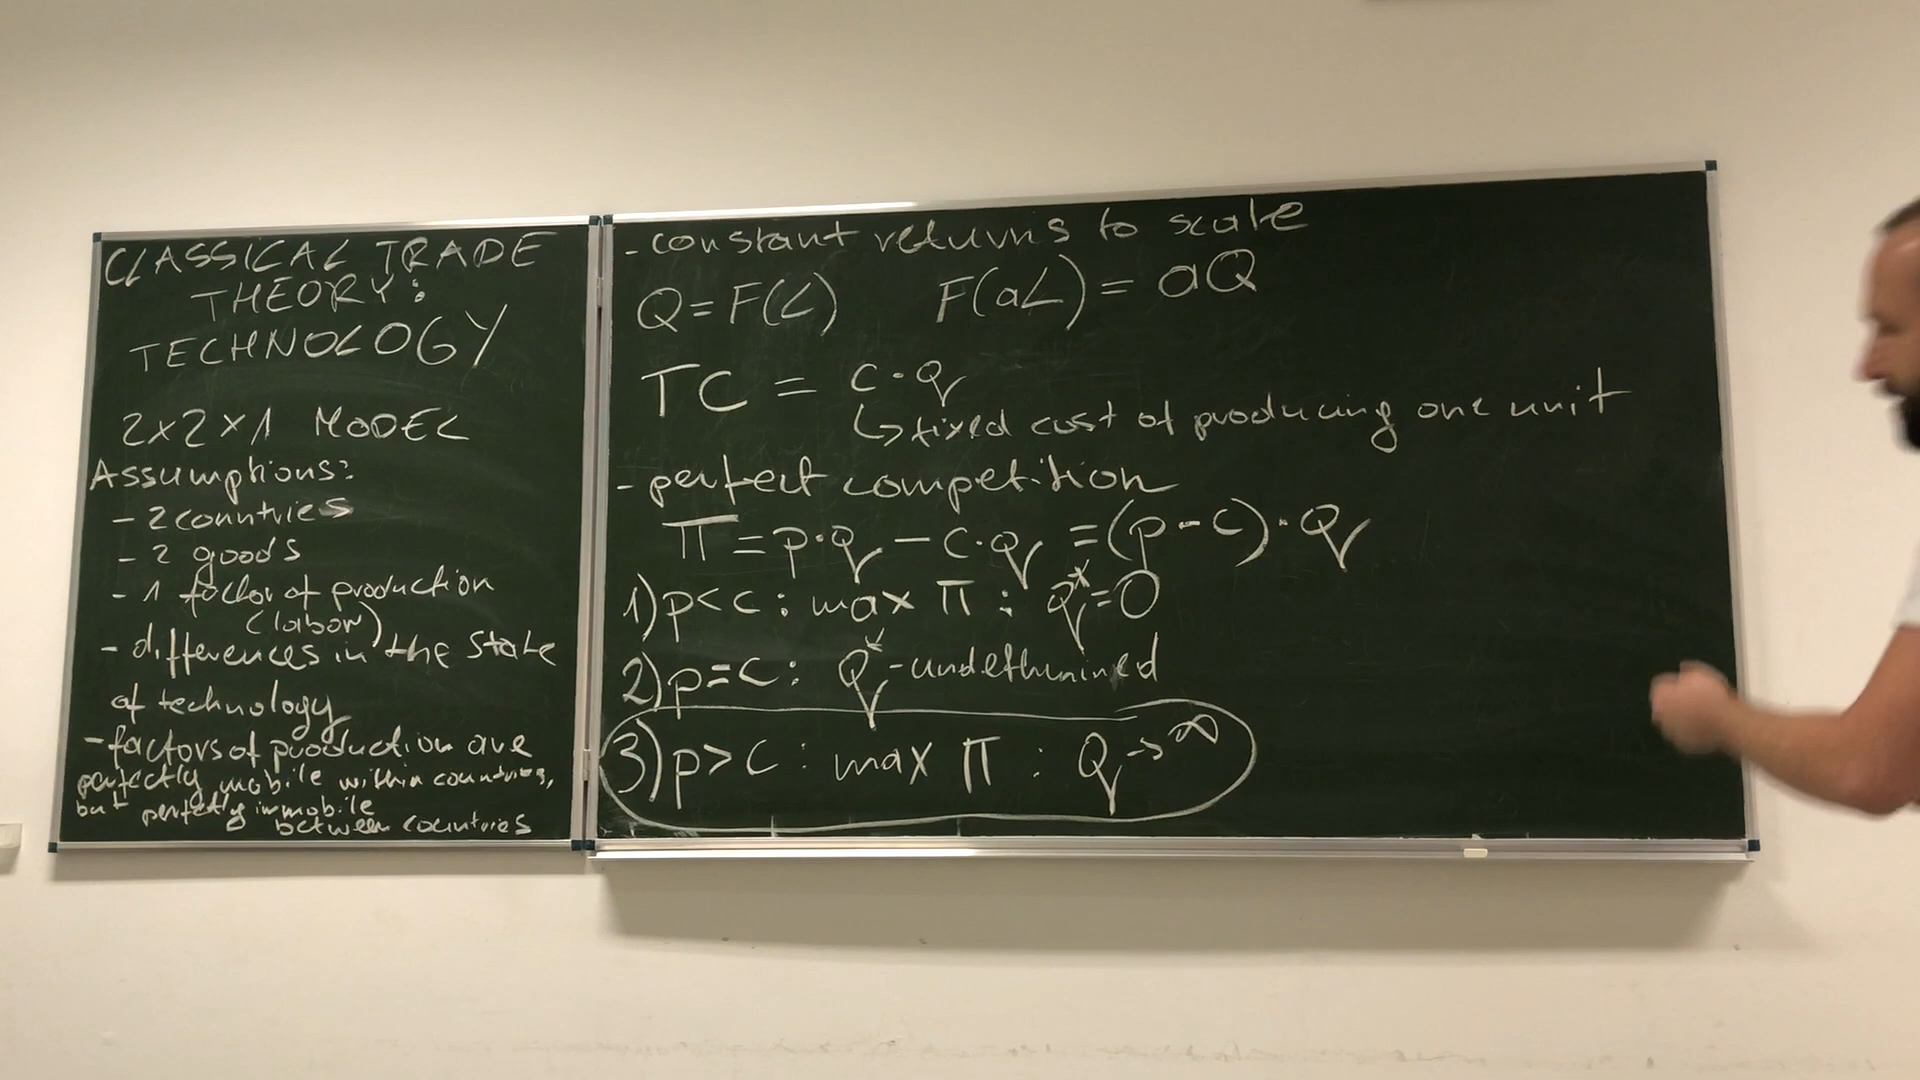 CLASSICAL TRADE
THEORY:
TECHNOLOGY
2x2x1 MODEL
Assumptions:
- 2 countries
- 2 goods
- 1 factor of production
(labor)
- differences in the state
of technology
- factors of production are
perfectly mobile within countries,
but perfectly immobile
between countries
- constant returns to scale
Q=F(L) F(aL)= aQ
TC = c·Q
↳ fixed cost of producing one unit
- perfect competition
Π = p·Q - c·Q =(p-c)·Q
1) p<c : max Π : Q*=0
2) p=c : Q* - undethmined
3) p>c : max Π : Q→∞